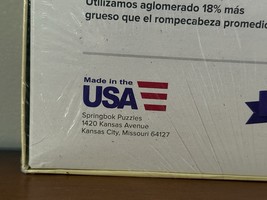 Utilizamos aglomerado 18% más
grueso que el rompecabeza promedio
Made in the
USA
Springbok Puzzles
1420 Kansas Avenue
Kansas City, Missouri 64127